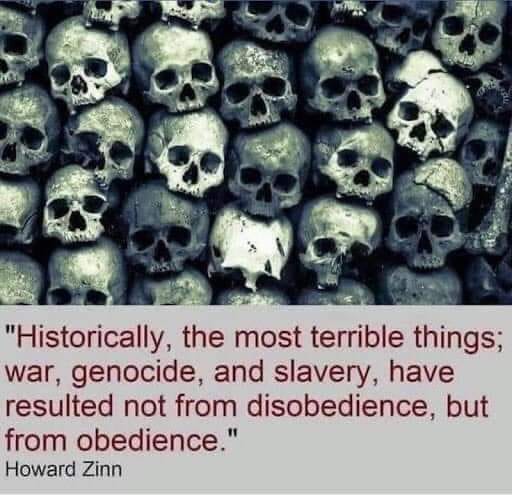 "Historically, the most terrible things;
war, genocide, and slavery, have
resulted not from disobedience, but
from obedience."
Howard Zinn